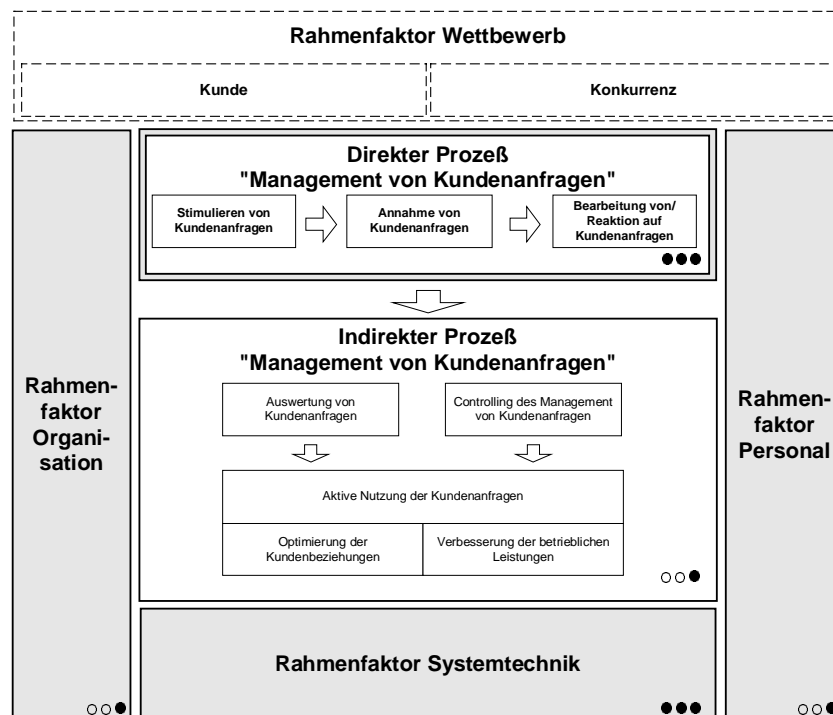 Rahmenfaktor Wettbewerb
Kunde
Konkurrenz
Direkter Prozeß
"Management von Kundenanfragen"
Stimulieren von
Kundenanfragen
Annahme von
Kundenanfragen
Bearbeitung von/
Reaktion auf
Kundenanfragen
Indirekter Prozeß
"Management von Kundenanfragen"
Auswertung von
Kundenanfragen
Controlling des Management
von Kundenanfragen
Aktive Nutzung der Kundenanfragen
Optimierung der
Kundenbeziehungen
Verbesserung der betrieblichen
Leistungen
Rahmen-
faktor
Organi-
sation
Rahmen-
faktor
Personal
Rahmenfaktor Systemtechnik